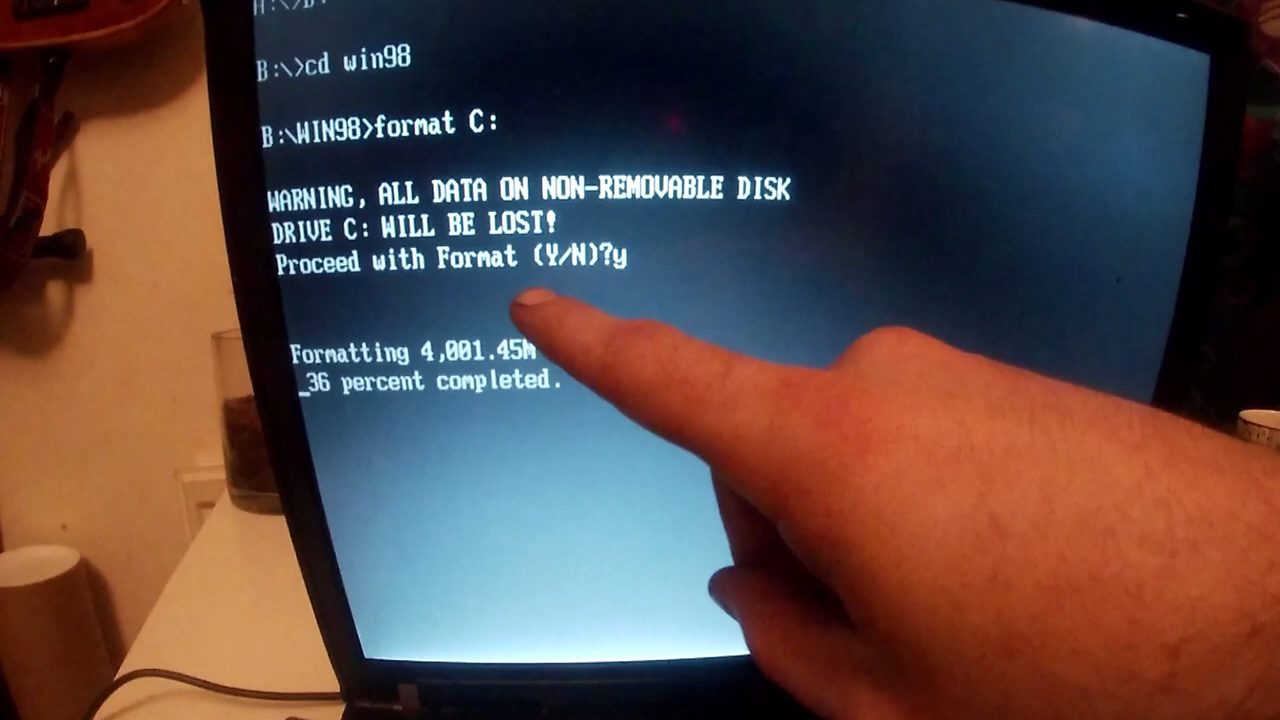 B:\>cd win98
B:\WIN98>format C:
WARNING, ALL DATA ON NON-REMOVABLE DISK
DRIVE C: WILL BE LOST!
Proceed with Format (Y/N)?y
Formatting 4,001.45M
_36 percent completed.